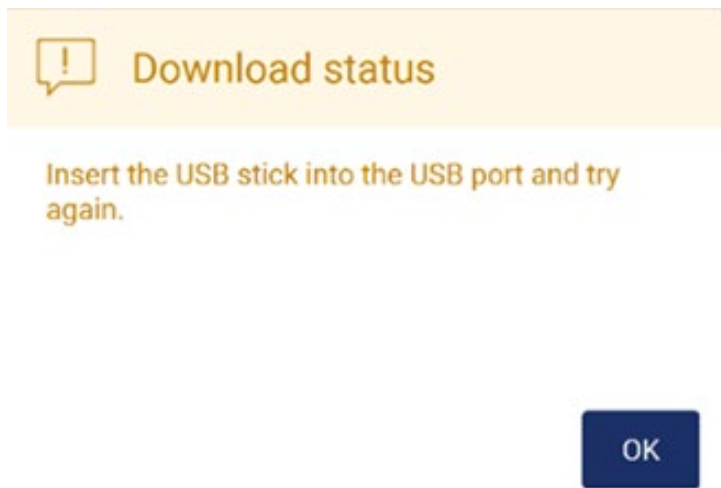 Download status
Insert the USB stick into the USB port and try
again.
OK